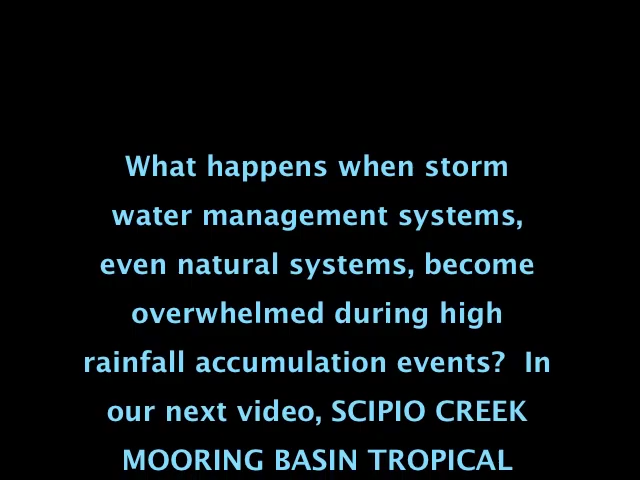 What happens when storm
water management systems,
even natural systems, become
overwhelmed during high
rainfall accumulation events?  In
our next video, SCIPIO CREEK
MOORING BASIN TROPICAL